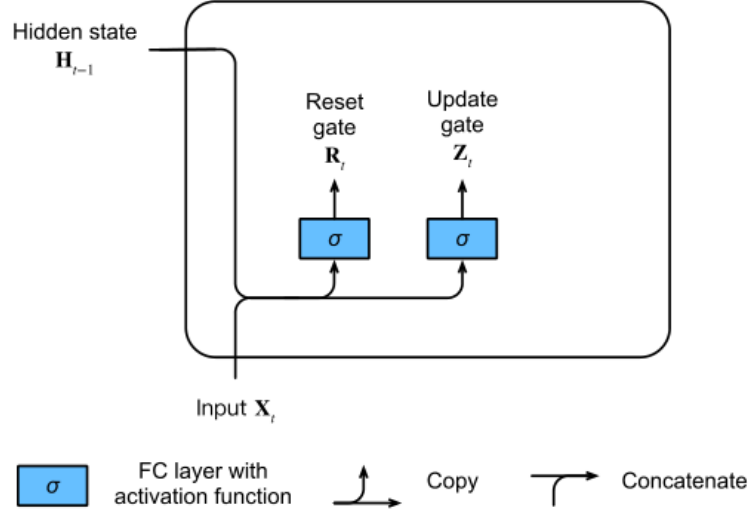 Hidden state
H_{t−1}
Reset
gate
R_t
Update
gate
Z_t
σ
σ
Input X_t
σ
FC layer with
activation function
Copy
Concatenate